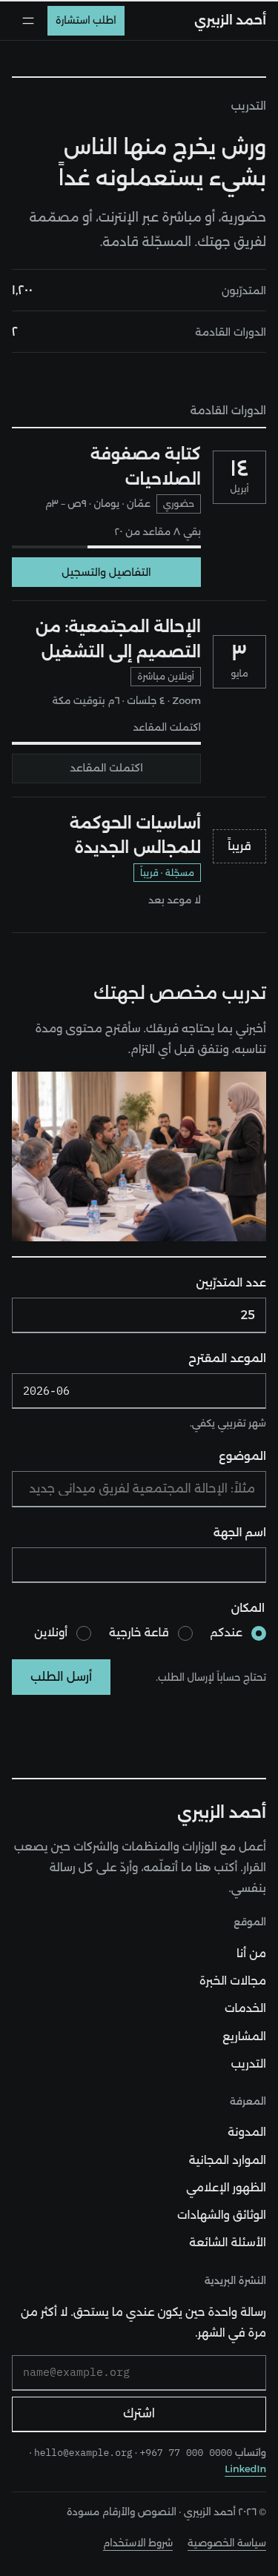 أحمد الزبيري
اطلب استشارة
التدريب
ورش يخرج منها الناس
بشيء يستعملونه غداً
حضورية، أو مباشرة عبر الإنترنت، أو مصمّمة
لفريق جهتك. المسجّلة قادمة.
المتدرّبون
١,٢٠٠
الدورات القادمة
٢
الدورات القادمة
١٤
أبريل
كتابة مصفوفة
الصلاحيات
حضوري
عمّان · يومان · ٩ص – ٣م
بقي ٨ مقاعد من ٢٠
التفاصيل والتسجيل
٣
مايو
الإحالة المجتمعية: من
التصميم إلى التشغيل
أونلاين مباشرة
Zoom · ٤ جلسات · ٦م بتوقيت مكة
اكتملت المقاعد
اكتملت المقاعد
قريباً
أساسيات الحوكمة
للمجالس الجديدة
مسجّلة · قريباً
لا موعد بعد
تدريب مخصص لجهتك
أخبرني بما يحتاجه فريقك. سأقترح محتوى ومدة
تناسبه، ونتفق قبل أي التزام.
عدد المتدرّبين
25
الموعد المقترح
2026-06
شهر تقريبي يكفي.
الموضوع
مثلاً: الإحالة المجتمعية لفريق ميداني جديد
اسم الجهة
المكان
عندكم
قاعة خارجية
أونلاين
تحتاج حساباً لإرسال الطلب.
أرسل الطلب
أحمد الزبيري
أعمل مع الوزارات والمنظمات والشركات حين يصعب
القرار. أكتب هنا ما أتعلّمه، وأردّ على كل رسالة
بنفسي.
الموقع
من أنا
مجالات الخبرة
الخدمات
المشاريع
التدريب
المعرفة
المدونة
الموارد المجانية
الظهور الإعلامي
الوثائق والشهادات
الأسئلة الشائعة
النشرة البريدية
رسالة واحدة حين يكون عندي ما يستحق. لا أكثر من
مرة في الشهر.
name@example.org
اشترك
واتساب +967 77 000 0000 · hello@example.org ·
LinkedIn
© ٢٠٢٦ أحمد الزبيري · النصوص والأرقام مسودة
سياسة الخصوصية
شروط الاستخدام